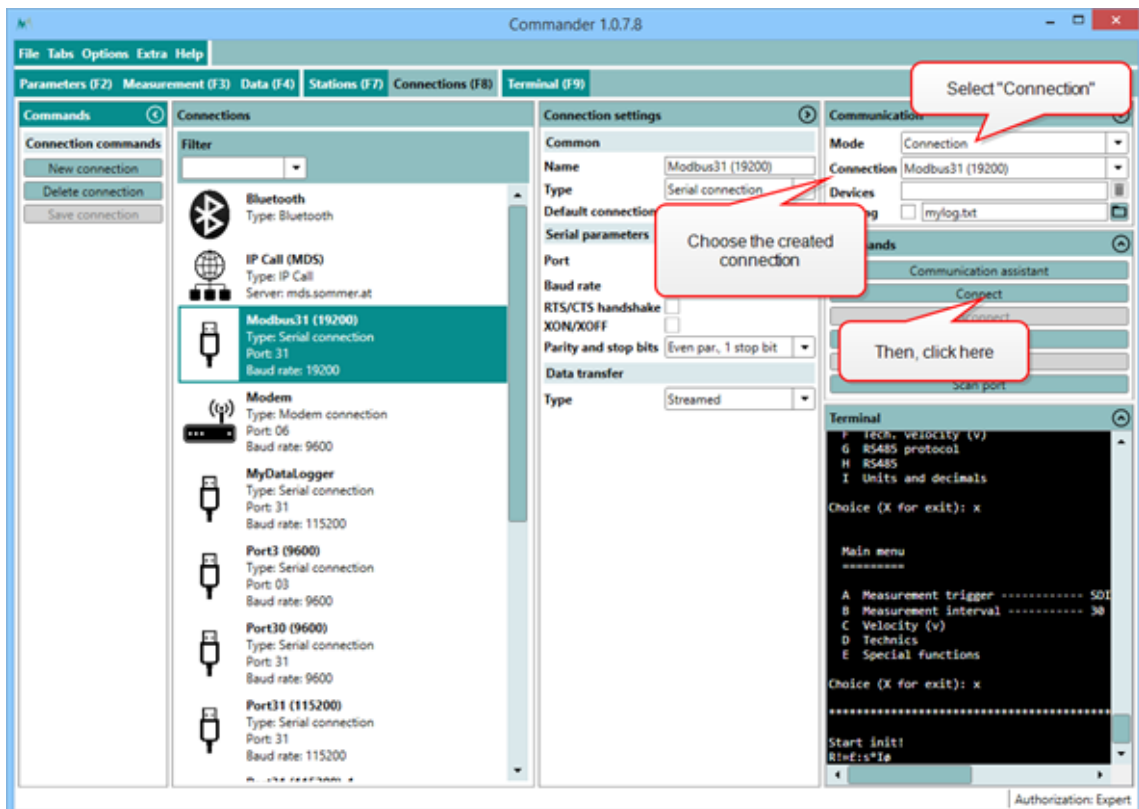 Commander 1.0.7.8
File Tabs Options Extra Help
Parameters (F2) Measurement (F3) Data (F4) Stations (F7) Connections (F8) Terminal (F9)
Commands
Connection commands
New connection
Delete connection
Save connection
Connections
Filter
Bluetooth
Type: Bluetooth
IP Call (MDS)
Type: IP Call
Server: mds.sommer.at
Modbus31 (19200)
Type: Serial connection
Port: 31
Baud rate: 19200
Modem
Type: Modem connection
Port: 06
Baud rate: 9600
MyDataLogger
Type: Serial connection
Port: 31
Baud rate: 115200
Port3 (9600)
Type: Serial connection
Port: 03
Baud rate: 9600
Port30 (9600)
Type: Serial connection
Port: 31
Baud rate: 9600
Port31 (115200)
Type: Serial connection
Port: 31
Baud rate: 115200
Connection settings
Common
Name Modbus31 (19200)
Type Serial connection
Default connection
Serial parameters
Port
Baud rate
RTS/CTS handshake
XON/XOFF
Parity and stop bits Even par., 1 stop bit
Data transfer
Type Streamed
Select "Connection"
Choose the created
connection
Then, click here
Communication
Mode Connection
Connection Modbus31 (19200)
Devices
mylog.txt
Communication assistant
Connect
Scan port
Terminal
F Tech. velocity (v)
G RS485 protocol
H RS485
I Units and decimals
Choice (X for exit): x
Main menu
---------
A Measurement trigger ------------ SDI
B Measurement interval ----------- 30
C Velocity (v)
D Technics
E Special functions
Choice (X for exit): x
******************************************
Start init!
Authorization: Expert